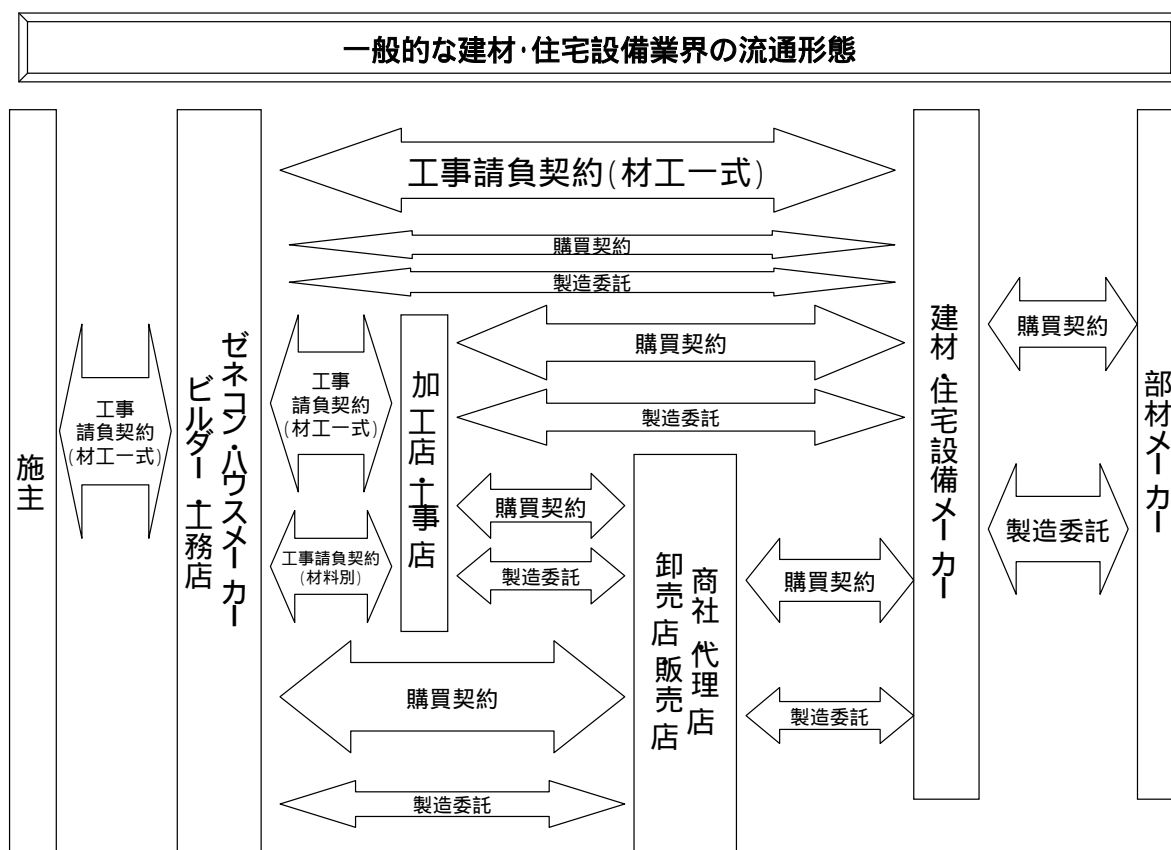 一般的な建材・住宅設備業界の流通形態
施主
工事
請負契約
(材工一式)
ゼネコン・ハウスメーカー
ビルダー・工務店
工事請負契約(材工一式)
購買契約
製造委託
工事
請負契約
(材工一式)
工事請負契約
(材料別)
加工店・工事店
購買契約
製造委託
購買契約
製造委託
購買契約
製造委託
商社・代理店
卸売店・販売店
購買契約
製造委託
建材・住宅設備メーカー
購買契約
製造委託
部材メーカー